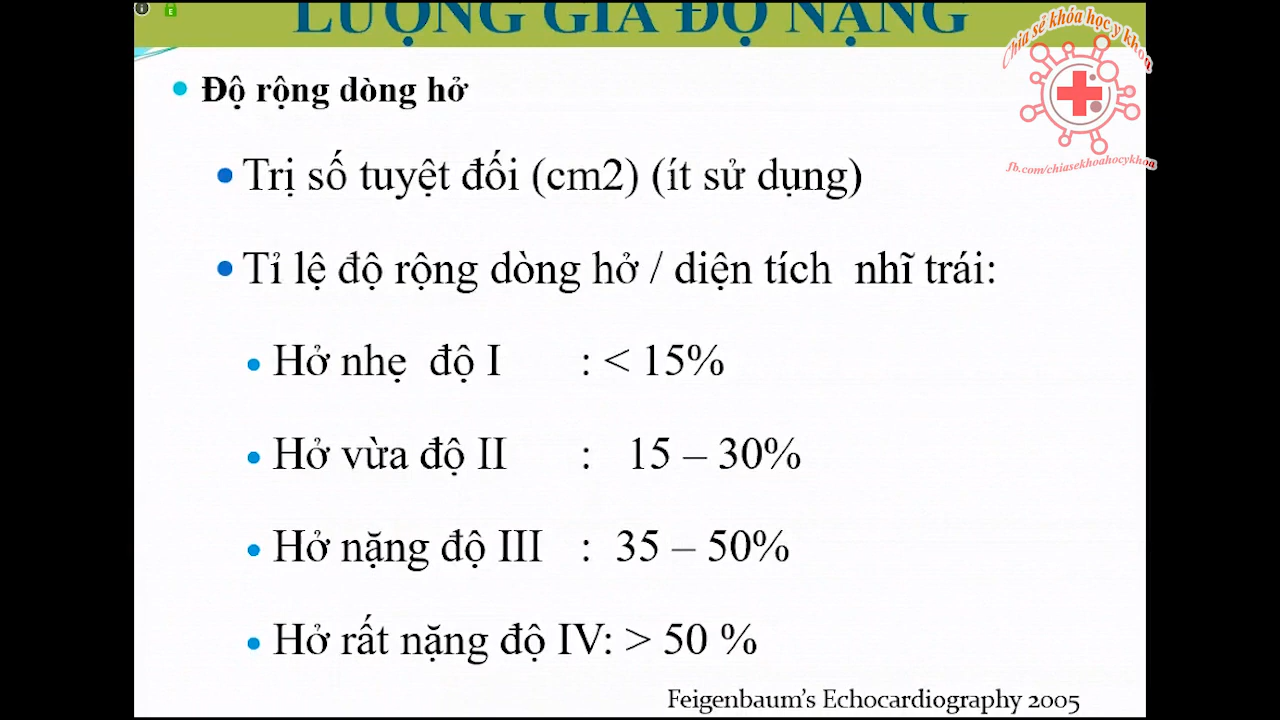 LƯỢNG GIÁ ĐỘ NẶNG
Chia sẻ khóa học y khoa
fb.com/chiasekhoahocykhoa
Độ rộng dòng hở
Trị số tuyệt đối (cm2) (ít sử dụng)
Tỉ lệ độ rộng dòng hở / diện tích nhĩ trái:
Hở nhẹ độ I : < 15%
Hở vừa độ II : 15 – 30%
Hở nặng độ III : 35 – 50%
Hở rất nặng độ IV: > 50 %
Feigenbaum's Echocardiography 2005